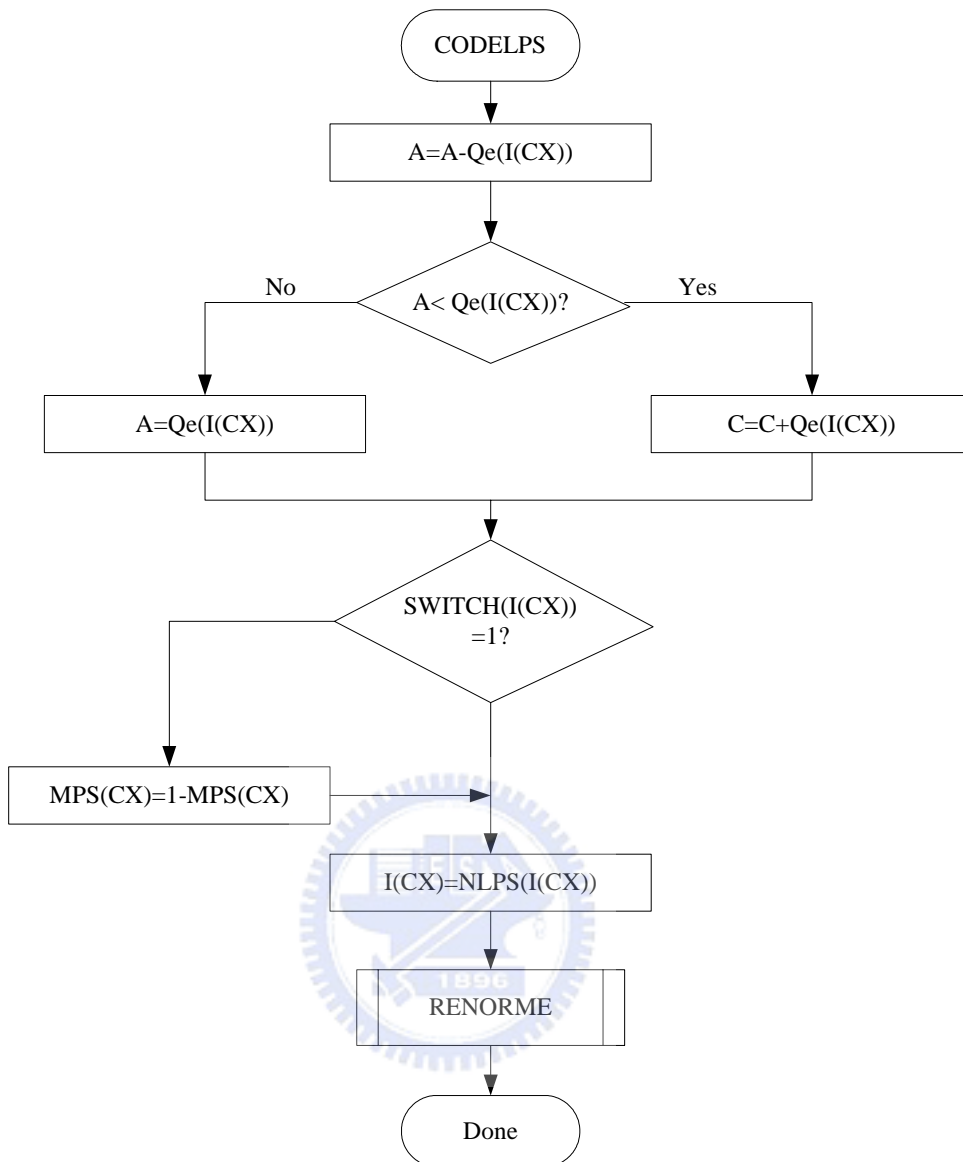 CODELPS
A=A-Qe(I(CX))
A< Qe(I(CX))?
No
Yes
A=Qe(I(CX))
C=C+Qe(I(CX))
SWITCH(I(CX))
=1?
MPS(CX)=1-MPS(CX)
I(CX)=NLPS(I(CX))
1896
RENORME
Done